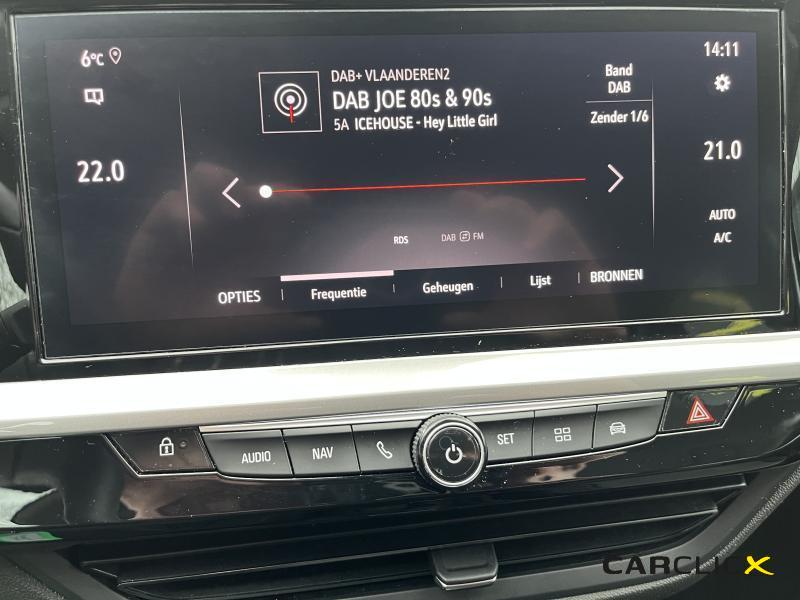 6°C
14:11
DAB+ VLAANDEREN2
DAB JOE 80s & 90s
5A ICEHOUSE - Hey Little Girl
Band
DAB
Zender 1/6
22.0
21.0
AUTO
A/C
RDS
DAB FM
OPTIES
Frequentie
Geheugen
Lijst
BRONNEN
AUDIO
NAV
SET
CARCLICX